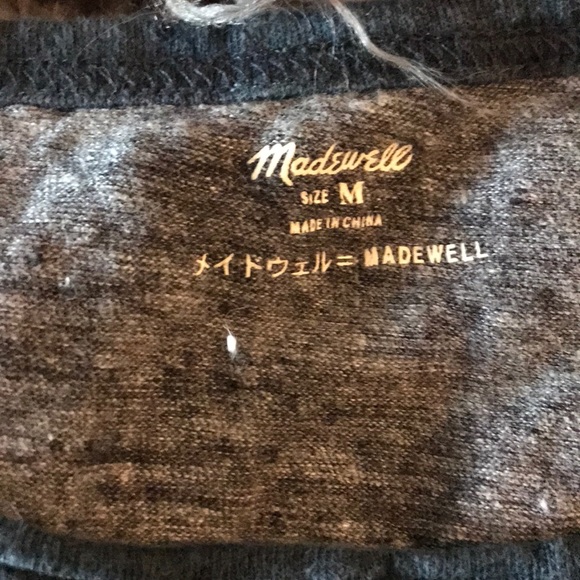 Madewell
SIZE M
MADE IN CHINA
メイドウェル = MADEWELL